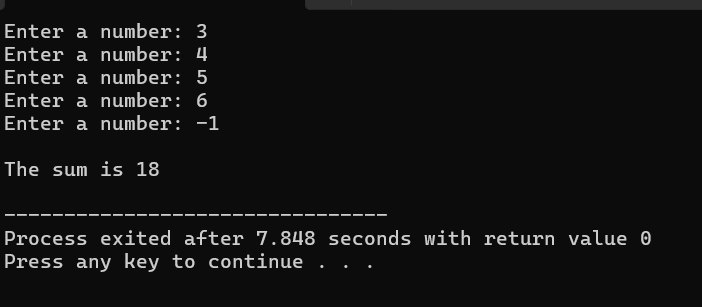 Enter a number: 3
Enter a number: 4
Enter a number: 5
Enter a number: 6
Enter a number: -1
The sum is 18
--------------------------------
Process exited after 7.848 seconds with return value 0
Press any key to continue . . .